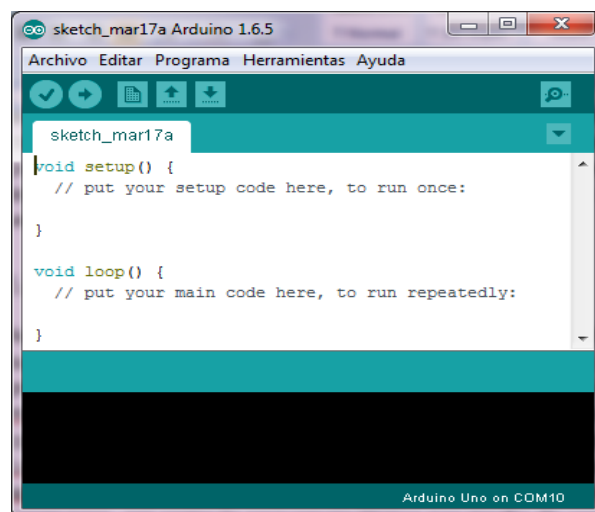 sketch_mar17a Arduino 1.6.5
Archivo Editar Programa Herramientas Ayuda
sketch_mar17a
void setup() {
// put your setup code here, to run once:
}
void loop() {
// put your main code here, to run repeatedly:
}
Arduino Uno on COM10